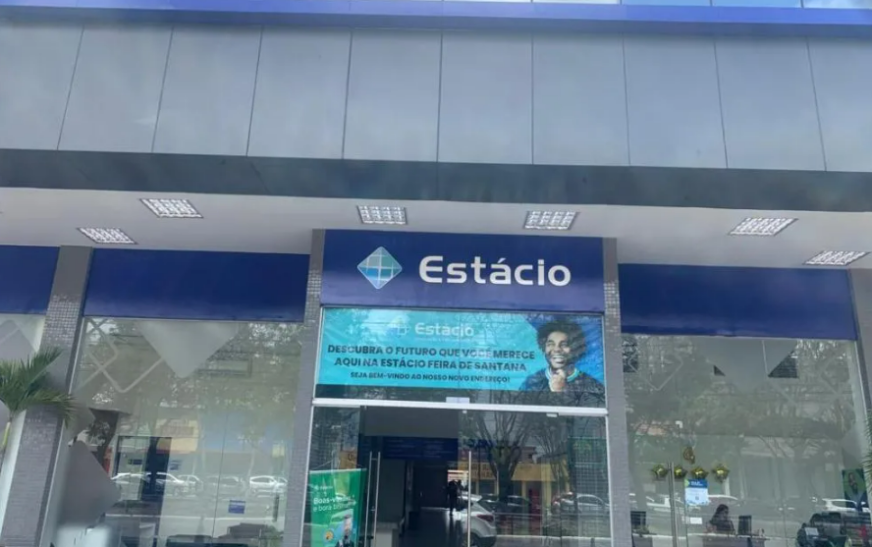 Estácio
Estácio
DESCUBRA O FUTURO QUE VOCÊ MERECE
AQUI NA ESTÁCIO FEIRA DE SANTANA
SEJA BEM-VINDO AO NOSSO NOVO ENDEREÇO!